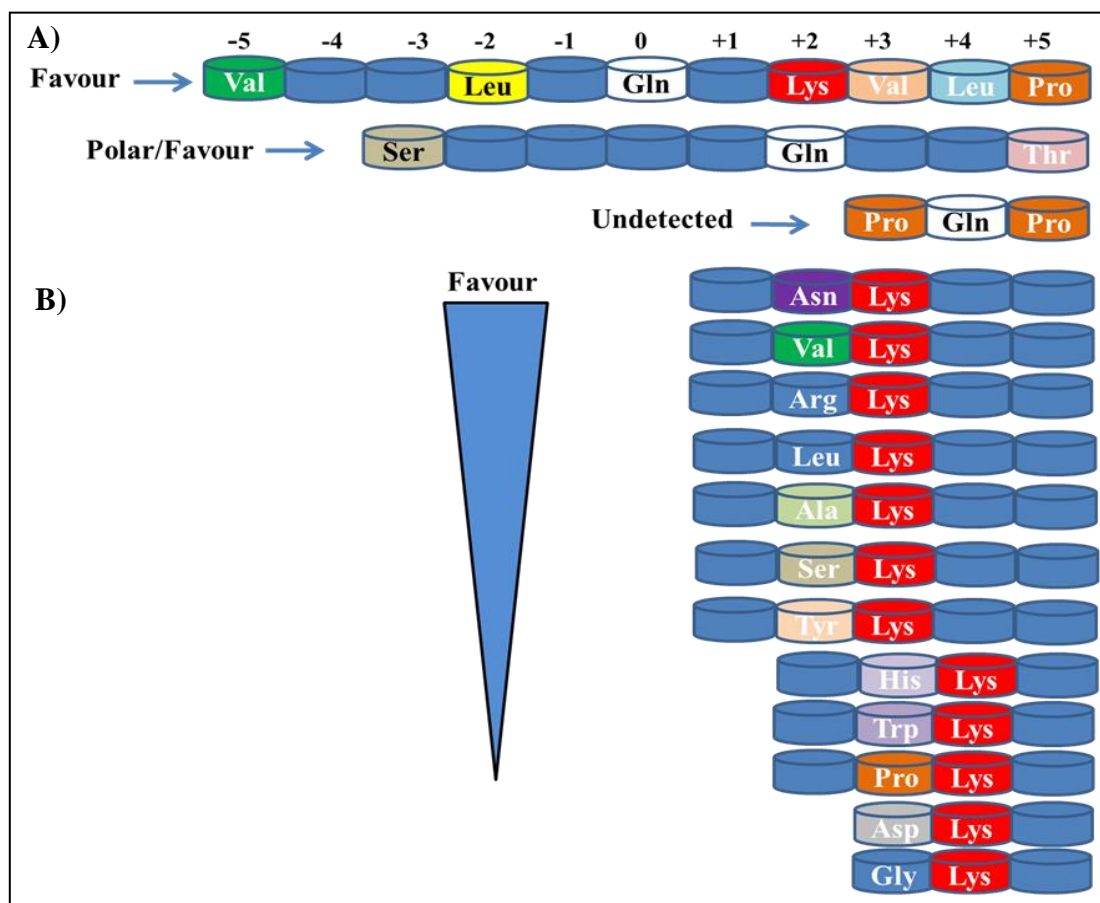 A)
-5 -4 -3 -2 -1 0 +1 +2 +3 +4 +5
Favour Val Leu Gln Lys Val Leu Pro
Polar/Favour Ser Gln Thr
Undetected Pro Gln Pro
B)
Favour
Asn Lys
Val Lys
Arg Lys
Leu Lys
Ala Lys
Ser Lys
Tyr Lys
His Lys
Trp Lys
Pro Lys
Asp Lys
Gly Lys